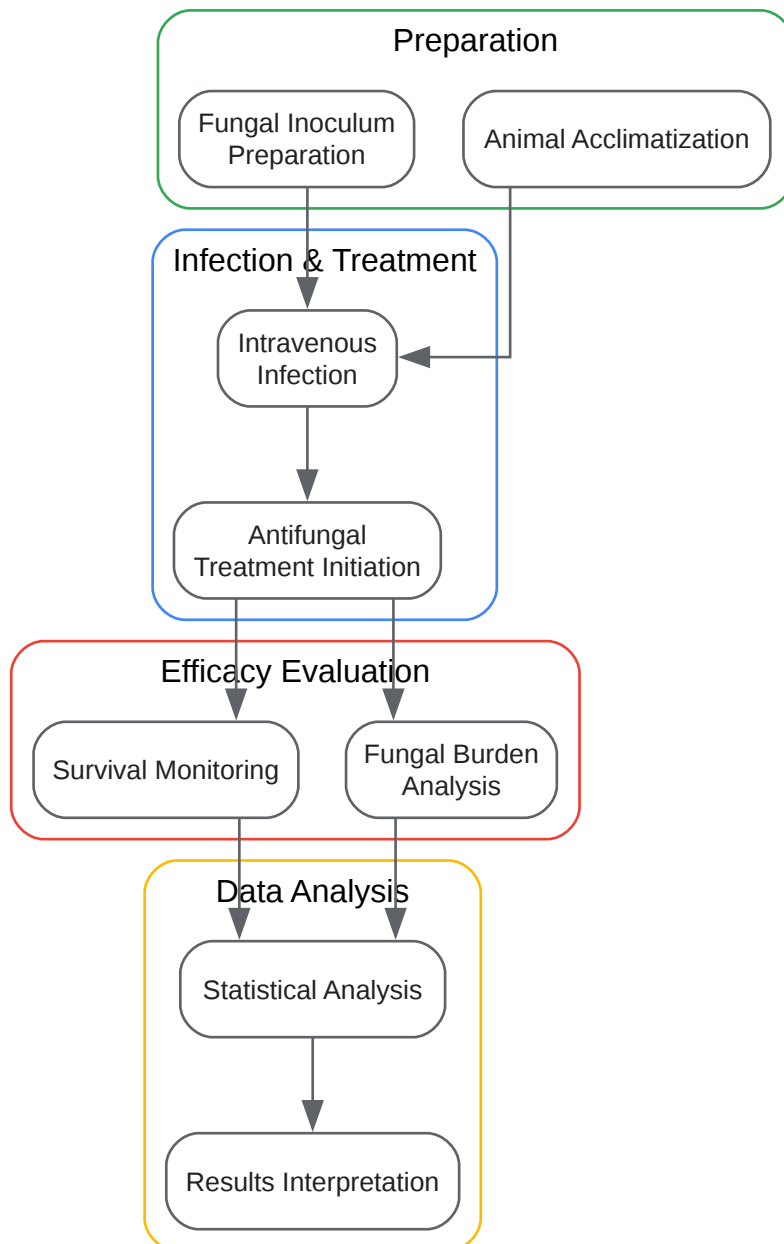 Preparation
Fungal Inoculum
Preparation
Animal Acclimatization
Infection & Treatment
Intravenous
Infection
Antifungal
Treatment Initiation
Efficacy Evaluation
Survival Monitoring
Fungal Burden
Analysis
Data Analysis
Statistical Analysis
Results Interpretation